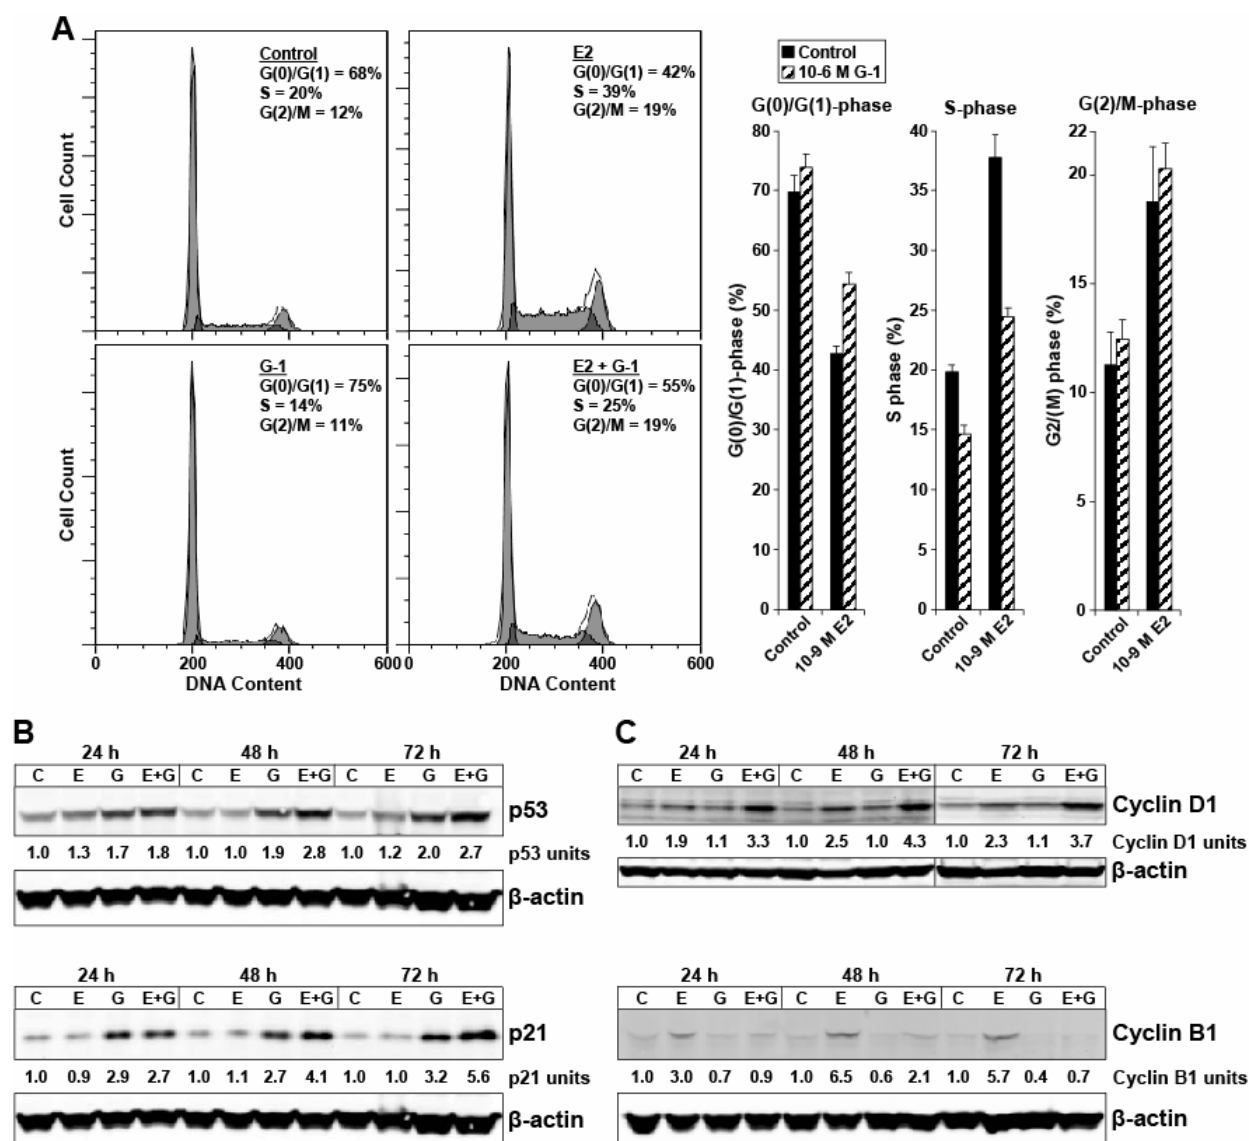 A
Control
G(0)/G(1) = 68%
S = 20%
G(2)/M = 12%
Cell Count
E2
G(0)/G(1) = 42%
S = 39%
G(2)/M = 19%
G-1
G(0)/G(1) = 75%
S = 14%
G(2)/M = 11%
Cell Count
E2 + G-1
G(0)/G(1) = 55%
S = 25%
G(2)/M = 19%
0 200 400 600 0 200 400 600
DNA Content DNA Content
Control
10-6 M G-1
G(0)/G(1)-phase
80
70
60
50
40
30
20
10
0
G(0)/G(1)-phase (%)
Control
10-9 M E2
S-phase
40
35
30
25
20
15
10
5
0
S phase (%)
Control
10-9 M E2
G(2)/M-phase
22
20
15
10
5
0
G2/(M) phase (%)
Control
10-9 M E2
B
24 h 48 h 72 h
C E G E+G C E G E+G C E G E+G
p53
1.0 1.3 1.7 1.8 1.0 1.0 1.9 2.8 1.0 1.2 2.0 2.7 p53 units
β-actin
24 h 48 h 72 h
C E G E+G C E G E+G C E G E+G
p21
1.0 0.9 2.9 2.7 1.0 1.1 2.7 4.1 1.0 1.0 3.2 5.6 p21 units
β-actin
C
24 h 48 h 72 h
C E G E+G C E G E+G C E G E+G
Cyclin D1
1.0 1.9 1.1 3.3 1.0 2.5 1.0 4.3 1.0 2.3 1.1 3.7 Cyclin D1 units
β-actin
24 h 48 h 72 h
C E G E+G C E G E+G C E G E+G
Cyclin B1
1.0 3.0 0.7 0.9 1.0 6.5 0.6 2.1 1.0 5.7 0.4 0.7 Cyclin B1 units
β-actin